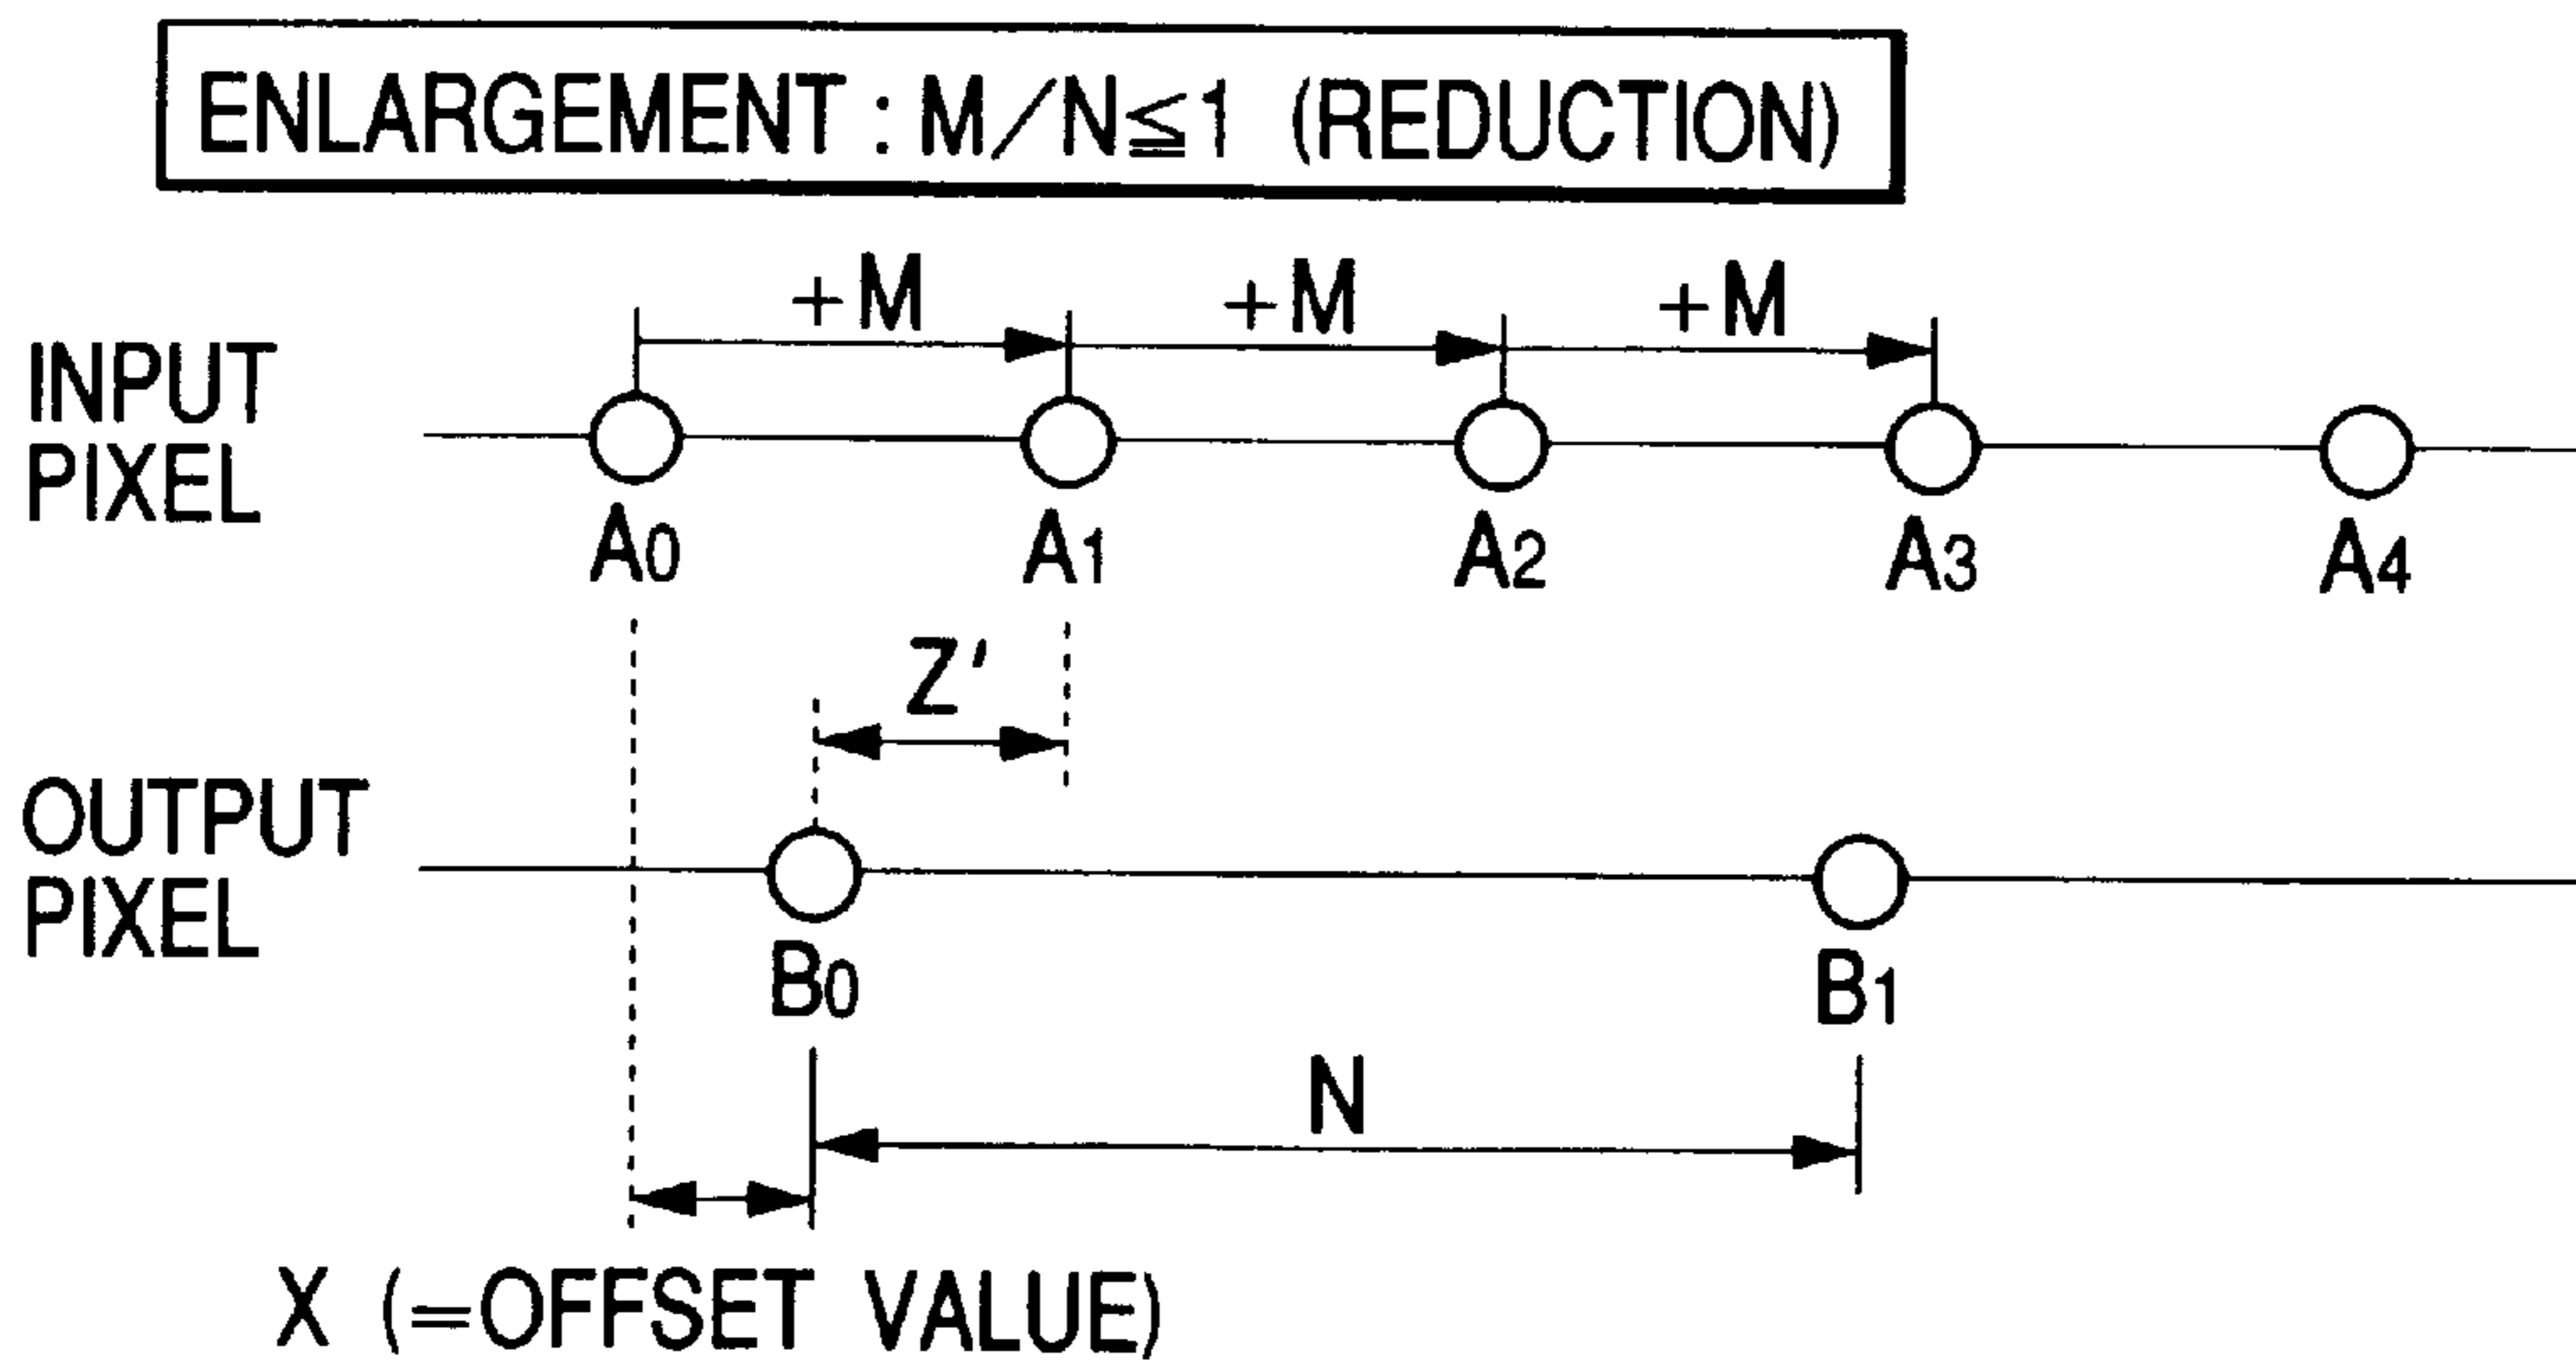 ENLARGEMENT : M/N≦1 (REDUCTION)
+M +M +M
INPUT
PIXEL
A0 A1 A2 A3 A4
Z'
OUTPUT
PIXEL
B0 B1
N
X (=OFFSET VALUE)